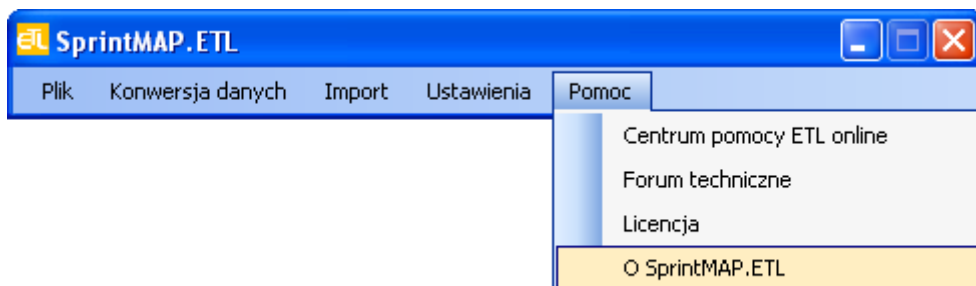 ETL SprintMAP.ETL
Plik Konwersja danych Import Ustawienia Pomoc
Centrum pomocy ETL online
Forum techniczne
Licencja
O SprintMAP.ETL